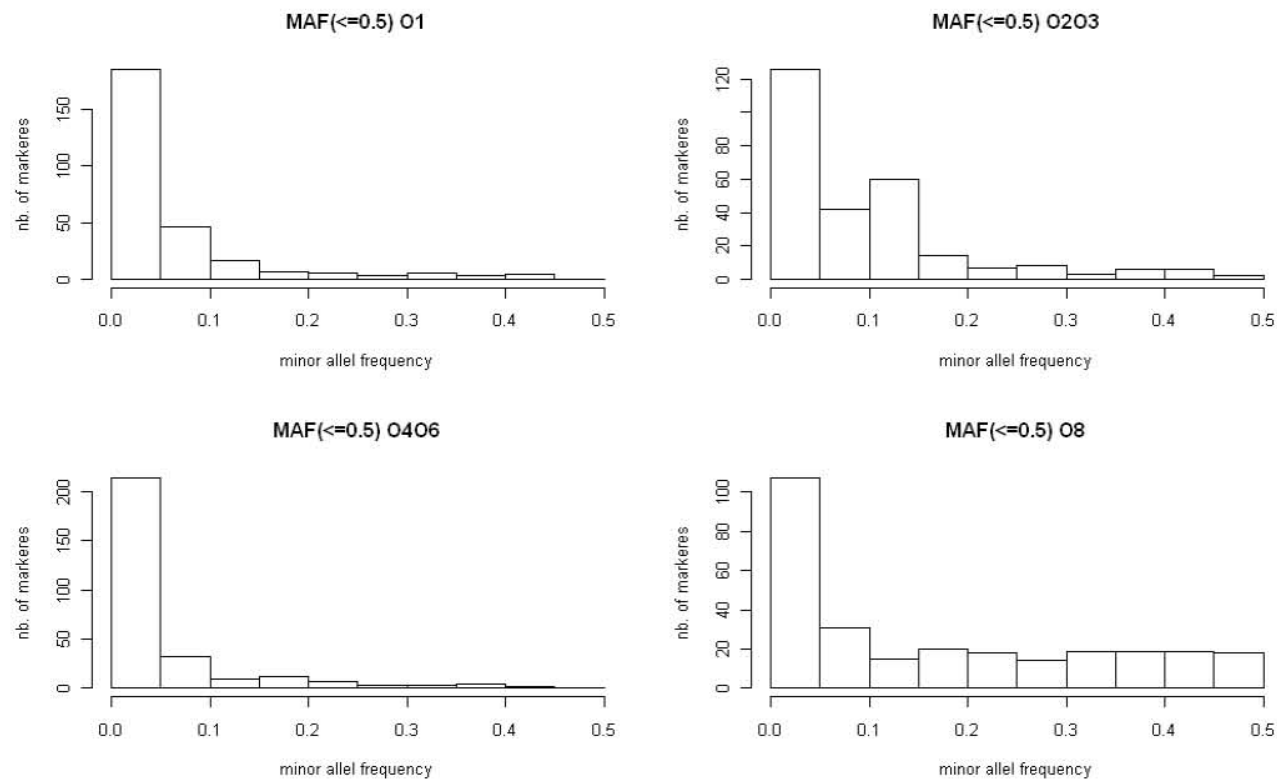 MAF(<=0.5) O1
nb. of markeres
0 50 100 150
0.0 0.1 0.2 0.3 0.4 0.5
minor allel frequency
MAF(<=0.5) O2O3
nb. of markeres
0 20 40 60 80 120
0.0 0.1 0.2 0.3 0.4 0.5
minor allel frequency
MAF(<=0.5) O4O6
nb. of markeres
0 50 100 150 200
0.0 0.1 0.2 0.3 0.4 0.5
minor allel frequency
MAF(<=0.5) O8
nb. of markeres
0 20 40 60 80 100
0.0 0.1 0.2 0.3 0.4 0.5
minor allel frequency